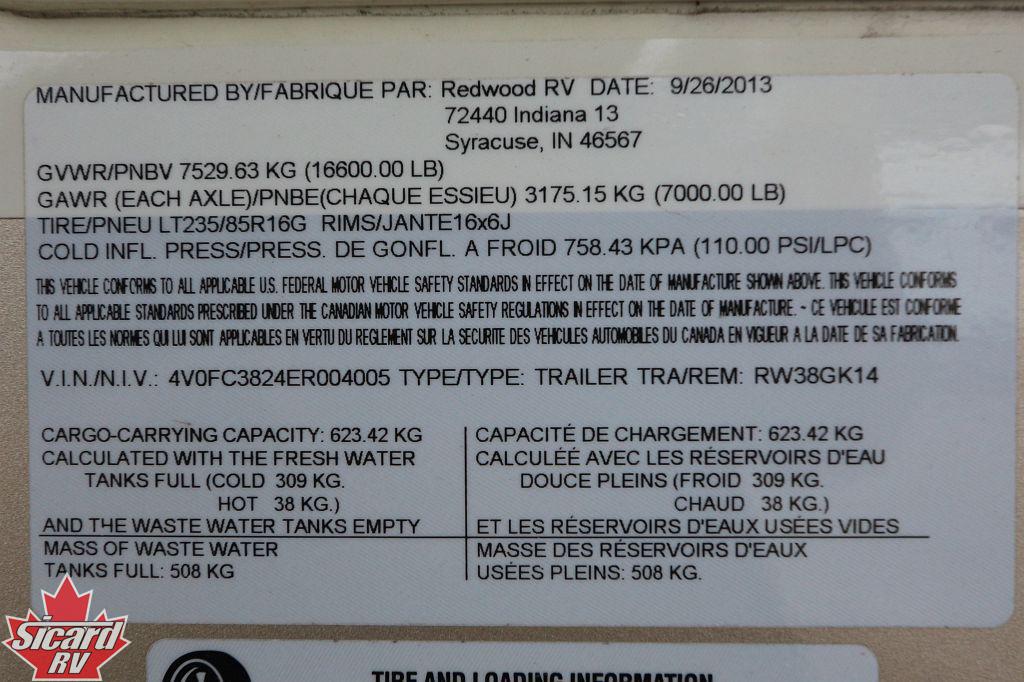 MANUFACTURED BY/FABRIQUE PAR: Redwood RV DATE: 9/26/2013
72440 Indiana 13
Syracuse, IN 46567
GVWR/PNBV 7529.63 KG (16600.00 LB)
GAWR (EACH AXLE)/PNBE(CHAQUE ESSIEU) 3175.15 KG (7000.00 LB)
TIRE/PNEU LT235/85R16G RIMS/JANTE16x6J
COLD INFL. PRESS/PRESS. DE GONFL. A FROID 758.43 KPA (110.00 PSI/LPC)
THIS VEHICLE CONFORMS TO ALL APPLICABLE U.S. FEDERAL MOTOR VEHICLE SAFETY STANDARDS IN EFFECT ON THE DATE OF MANUFACTURE SHOWN ABOVE. THIS VEHICLE CONFORMS
TO ALL APPLICABLE STANDARDS PRESCRIBED UNDER THE CANADIAN MOTOR VEHICLE SAFETY REGULATIONS IN EFFECT ON THE DATE OF MANUFACTURE. - CE VEHICULE EST CONFORME
A TOUTES LES NORMES QUI LUI SONT APPLICABLES EN VERTU DU REGLEMENT SUR LA SECURITE DES VEHICULES AUTOMOBILES DU CANADA EN VIGUEUR A LA DATE DE SA FABRICATION.
V.I.N./N.I.V.: 4V0FC3824ER004005 TYPE/TYPE: TRAILER TRA/REM: RW38GK14
CARGO-CARRYING CAPACITY: 623.42 KG
CALCULATED WITH THE FRESH WATER
TANKS FULL (COLD 309 KG.
HOT 38 KG.)
AND THE WASTE WATER TANKS EMPTY
MASS OF WASTE WATER
TANKS FULL: 508 KG
CAPACITÉ DE CHARGEMENT: 623.42 KG
CALCULÉE AVEC LES RÉSERVOIRS D'EAU
DOUCE PLEINS (FROID 309 KG.
CHAUD 38 KG.)
ET LES RÉSERVOIRS D'EAUX USÉES VIDES
MASSE DES RÉSERVOIRS D'EAUX
USÉES PLEINS: 508 KG.
Sicard
RV
TIRE AND LOADING INFORMATION